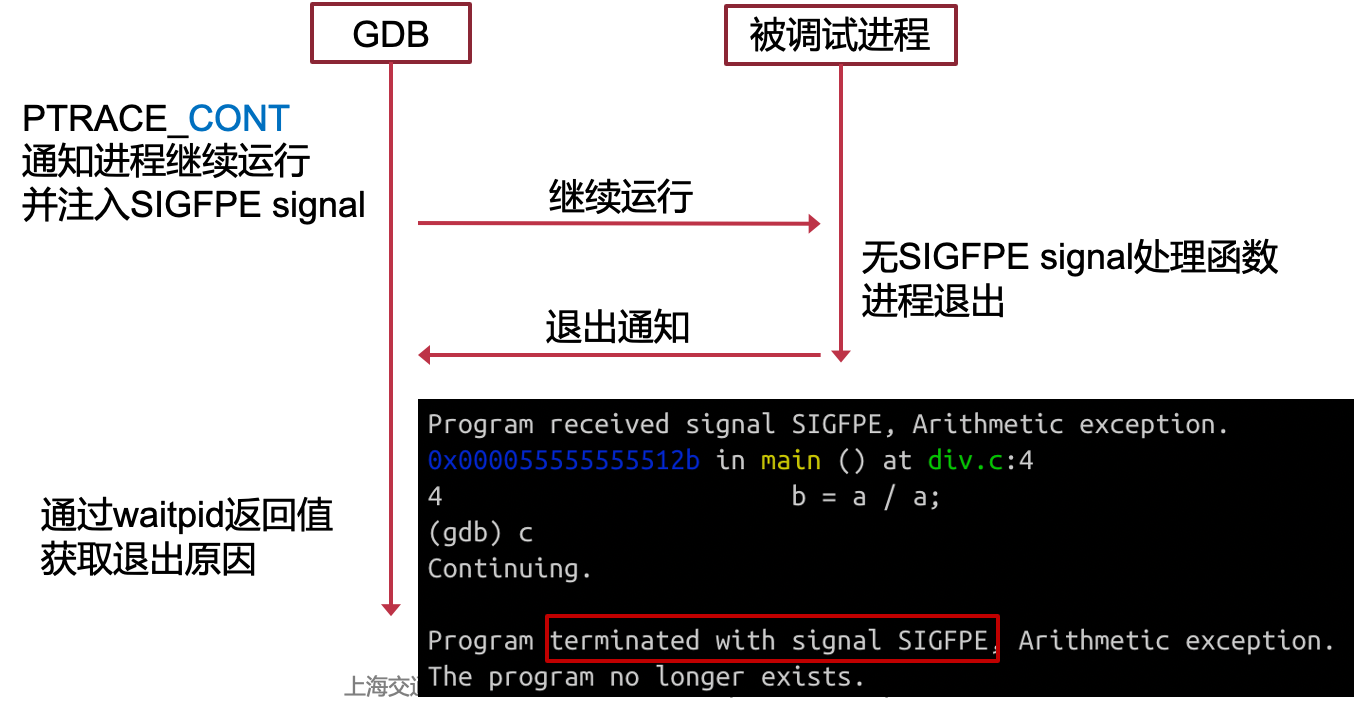 GDB
被调试进程
PTRACE_CONT
通知进程继续运行
并注入SIGFPE signal
继续运行
无SIGFPE signal处理函数
进程退出
退出通知
通过waitpid返回值
获取退出原因
Program received signal SIGFPE, Arithmetic exception.
0x000055555555512b in main () at div.c:4
4 b = a / a;
(gdb) c
Continuing.
Program terminated with signal SIGFPE, Arithmetic exception.
The program no longer exists.
上海交